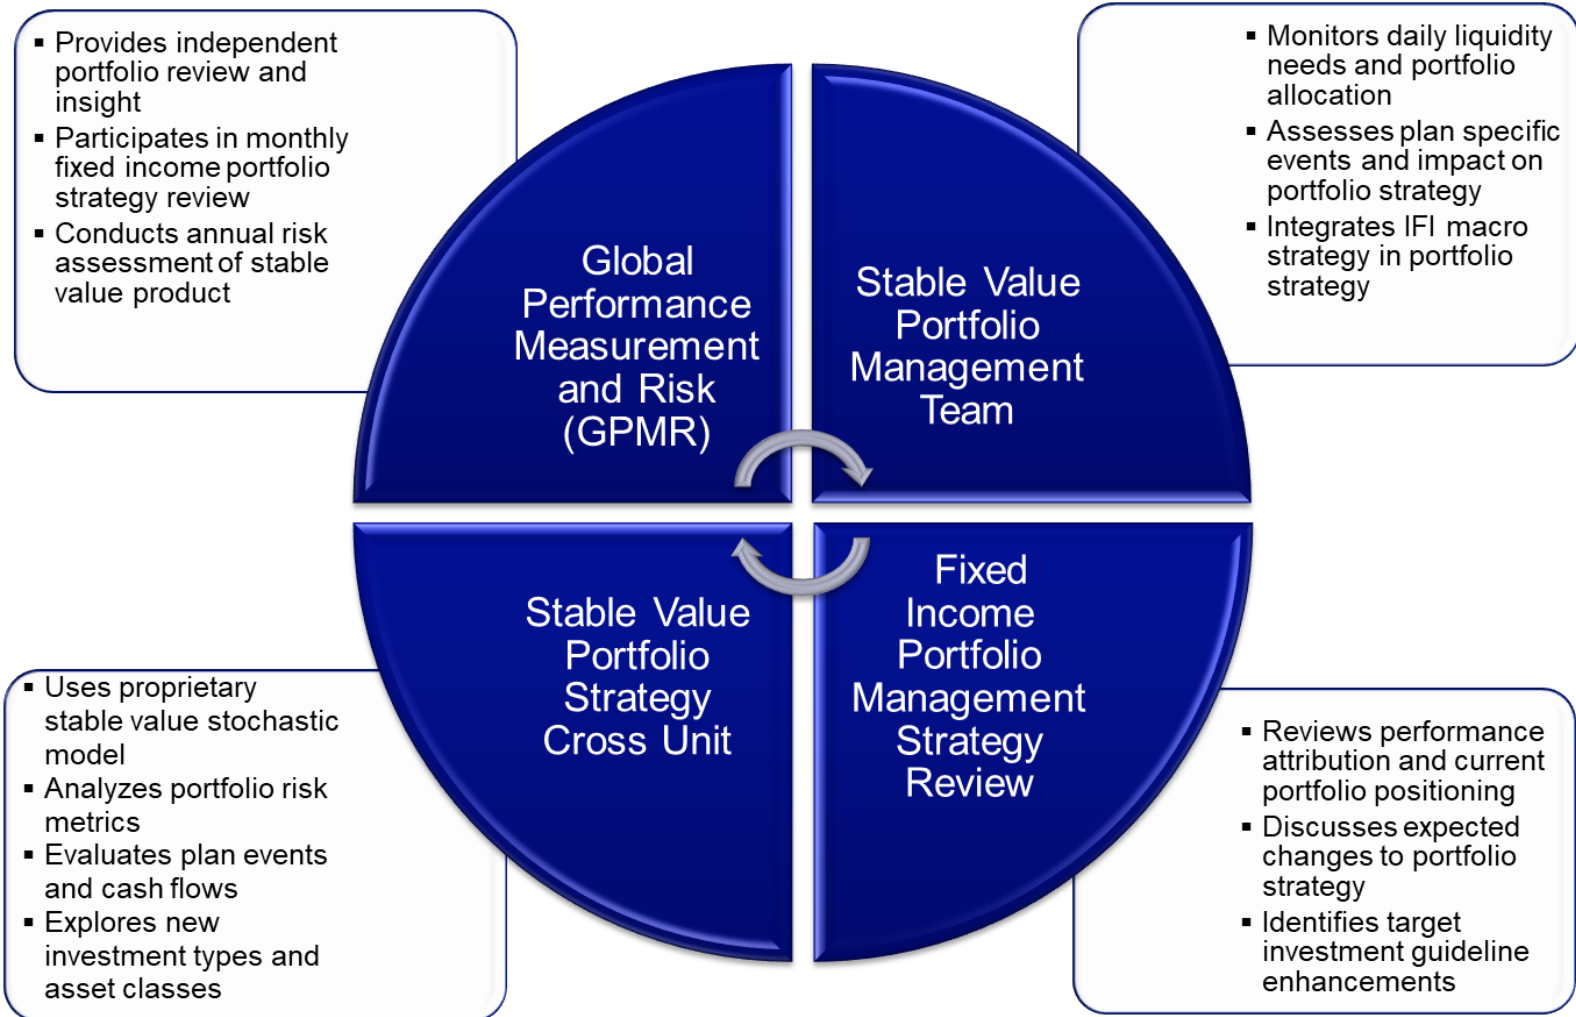 ▪ Provides independent
portfolio review and
insight
▪ Participates in monthly
fixed income portfolio
strategy review
▪ Conducts annual risk
assessment of stable
value product
Global
Performance
Measurement
and Risk
(GPMR)
Stable Value
Portfolio
Management
Team
▪ Monitors daily liquidity
needs and portfolio
allocation
▪ Assesses plan specific
events and impact on
portfolio strategy
▪ Integrates IFI macro
strategy in portfolio
strategy
▪ Uses proprietary
stable value stochastic
model
▪ Analyzes portfolio risk
metrics
▪ Evaluates plan events
and cash flows
▪ Explores new
investment types and
asset classes
Stable Value
Portfolio
Strategy
Cross Unit
Fixed
Income
Portfolio
Management
Strategy
Review
▪ Reviews performance
attribution and current
portfolio positioning
▪ Discusses expected
changes to portfolio
strategy
▪ Identifies target
investment guideline
enhancements